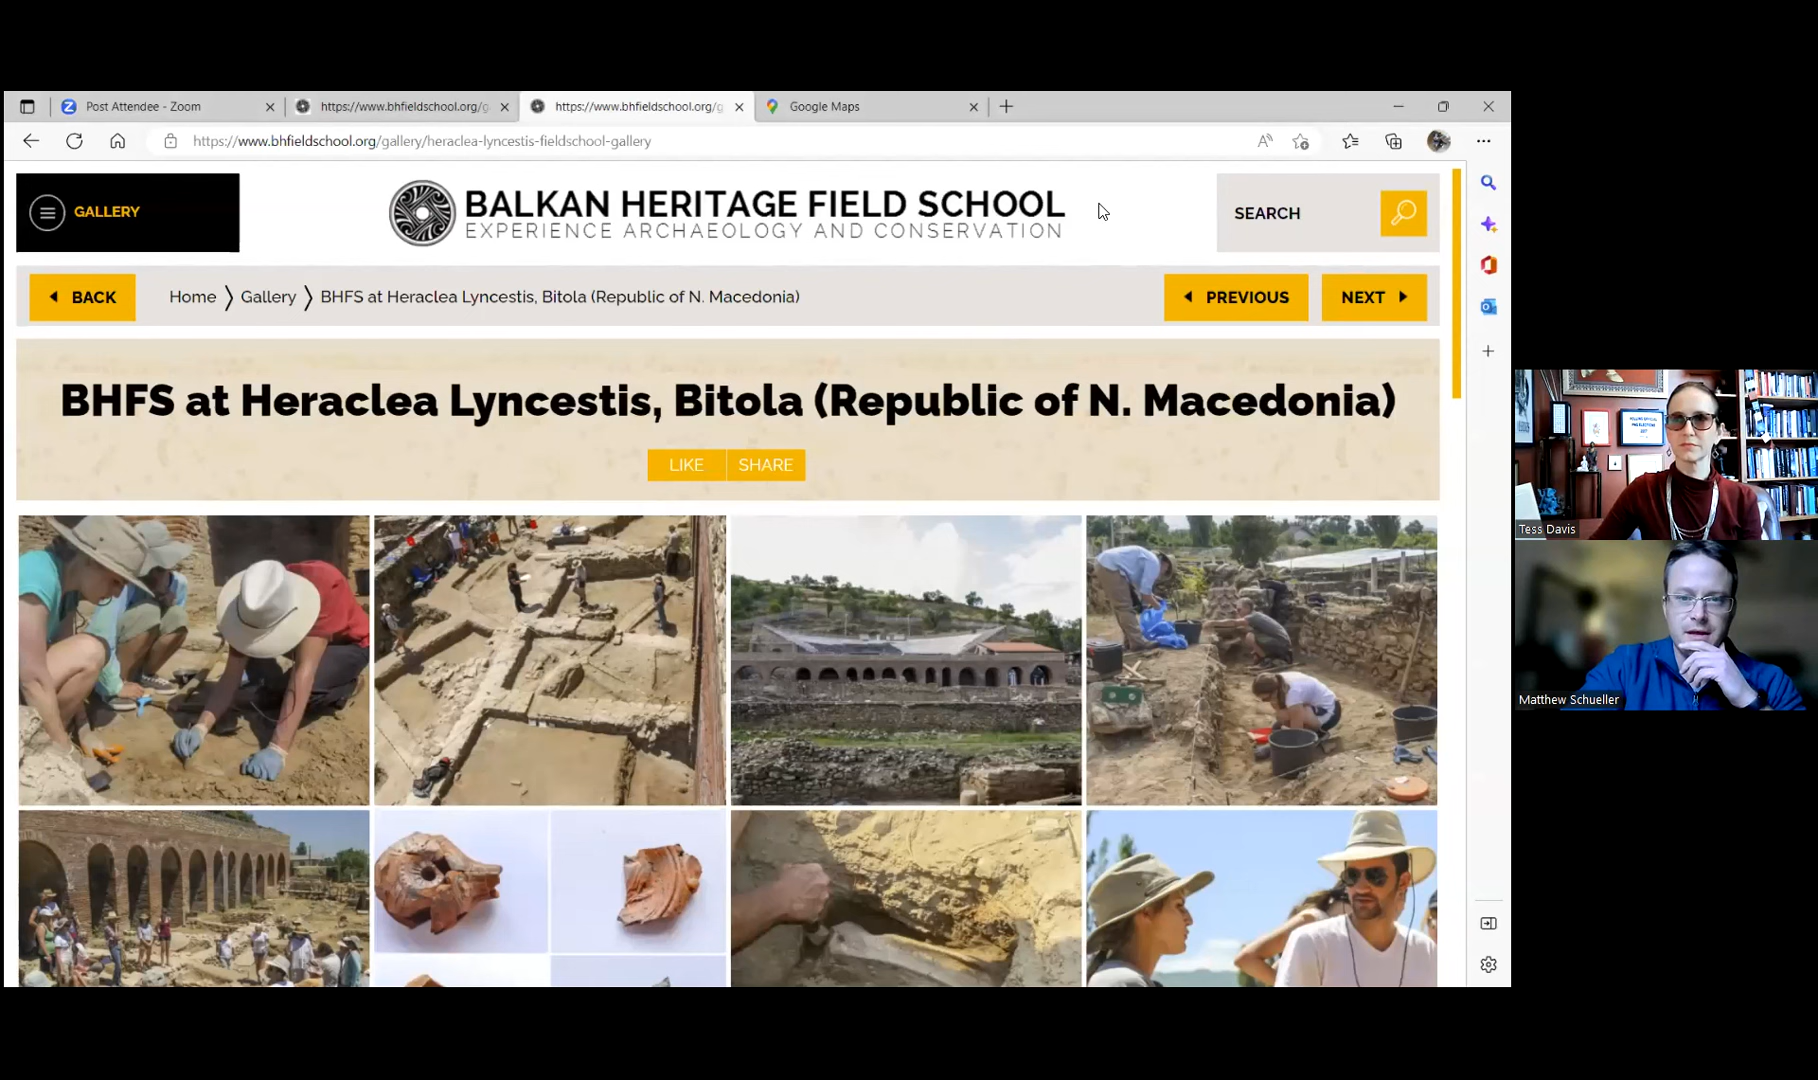 Post Attendee - Zoom
https://www.bhfieldschool.org/g
https://www.bhfieldschool.org/g
Google Maps
https://www.bhfieldschool.org/gallery/heraclea-lyncestis-fieldschool-gallery
GALLERY
BALKAN HERITAGE FIELD SCHOOL
EXPERIENCE ARCHAEOLOGY AND CONSERVATION
SEARCH
BACK
Home
Gallery
BHFS at Heraclea Lyncestis, Bitola (Republic of N. Macedonia)
PREVIOUS
NEXT
BHFS at Heraclea Lyncestis, Bitola (Republic of N. Macedonia)
LIKE
SHARE
Tess Davis
Matthew Schueller